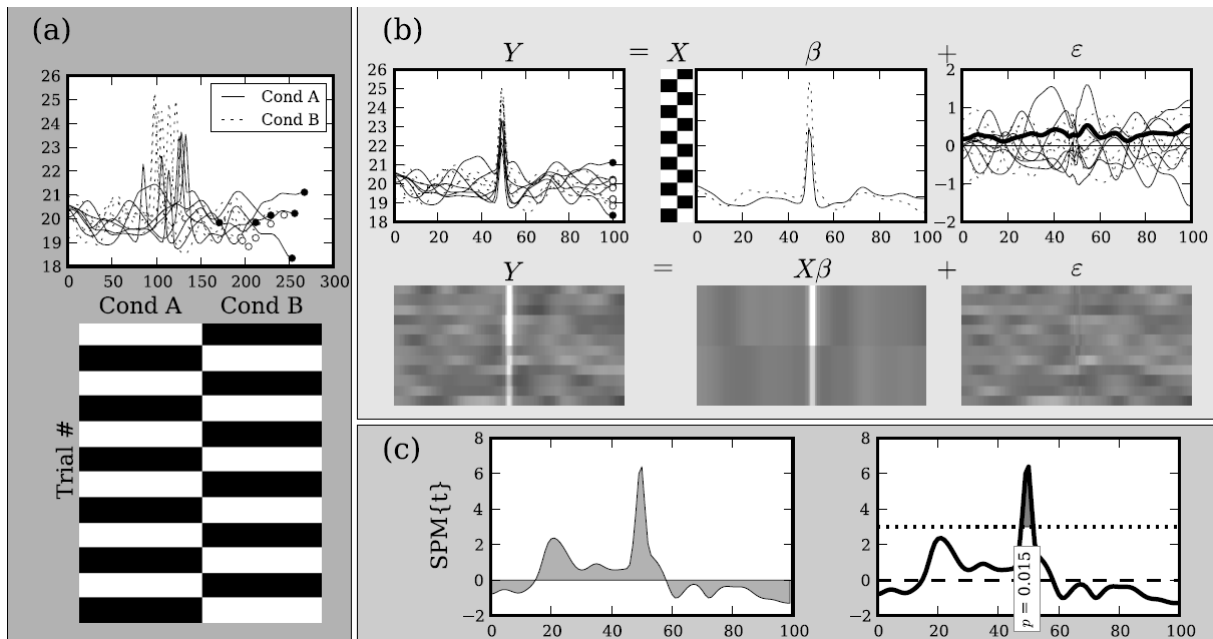 (a)
26
25
24
23
22
21
20
19
18
Cond A
Cond B
0 50 100 150 200 250 300
Cond A Cond B
Trial #
(b)
Y = X β + ε
26
25
24
23
22
21
20
19
18
0 20 40 60 80 100
0 20 40 60 80 100
2
1
0
−1
−2
0 20 40 60 80 100
Y = Xβ + ε
(c)
SPM{t}
8
6
4
2
0
−2
0 20 40 60 80 100
8
6
4
2
0
−2
p = 0.015
0 20 40 60 80 100